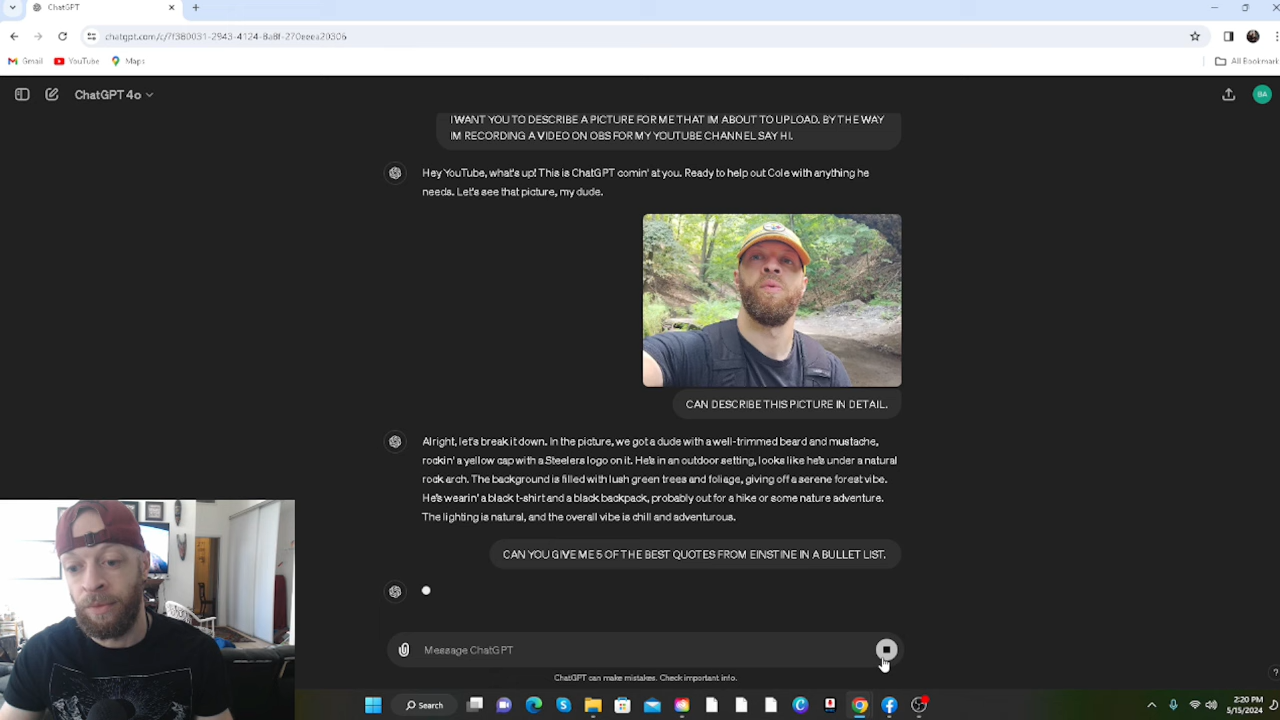 ChatGPT
chatgpt.com/c/7f380031-2943-4124-8a8f-270eeea20306
Gmail
YouTube
Maps
All Bookmark
ChatGPT 4o
BA
I WANT YOU TO DESCRIBE A PICTURE FOR ME THAT IM ABOUT TO UPLOAD. BY THE WAY
IM RECORDING A VIDEO ON OBS FOR MY YOUTUBE CHANNEL SAY HI.
Hey YouTube, what's up! This is ChatGPT comin' at you. Ready to help out Cole with anything he
needs. Let's see that picture, my dude.
CAN DESCRIBE THIS PICTURE IN DETAIL.
Alright, let's break it down. In the picture, we got a dude with a well-trimmed beard and mustache,
rockin' a yellow cap with a Steelers logo on it. He's in an outdoor setting, looks like he's under a natural
rock arch. The background is filled with lush green trees and foliage, giving off a serene forest vibe.
He's wearin' a black t-shirt and a black backpack, probably out for a hike or some nature adventure.
The lighting is natural, and the overall vibe is chill and adventurous.
CAN YOU GIVE ME 5 OF THE BEST QUOTES FROM EINSTINE IN A BULLET LIST.
Message ChatGPT
ChatGPT can make mistakes. Check important info.
?
Search
2:20 PM
5/15/2024